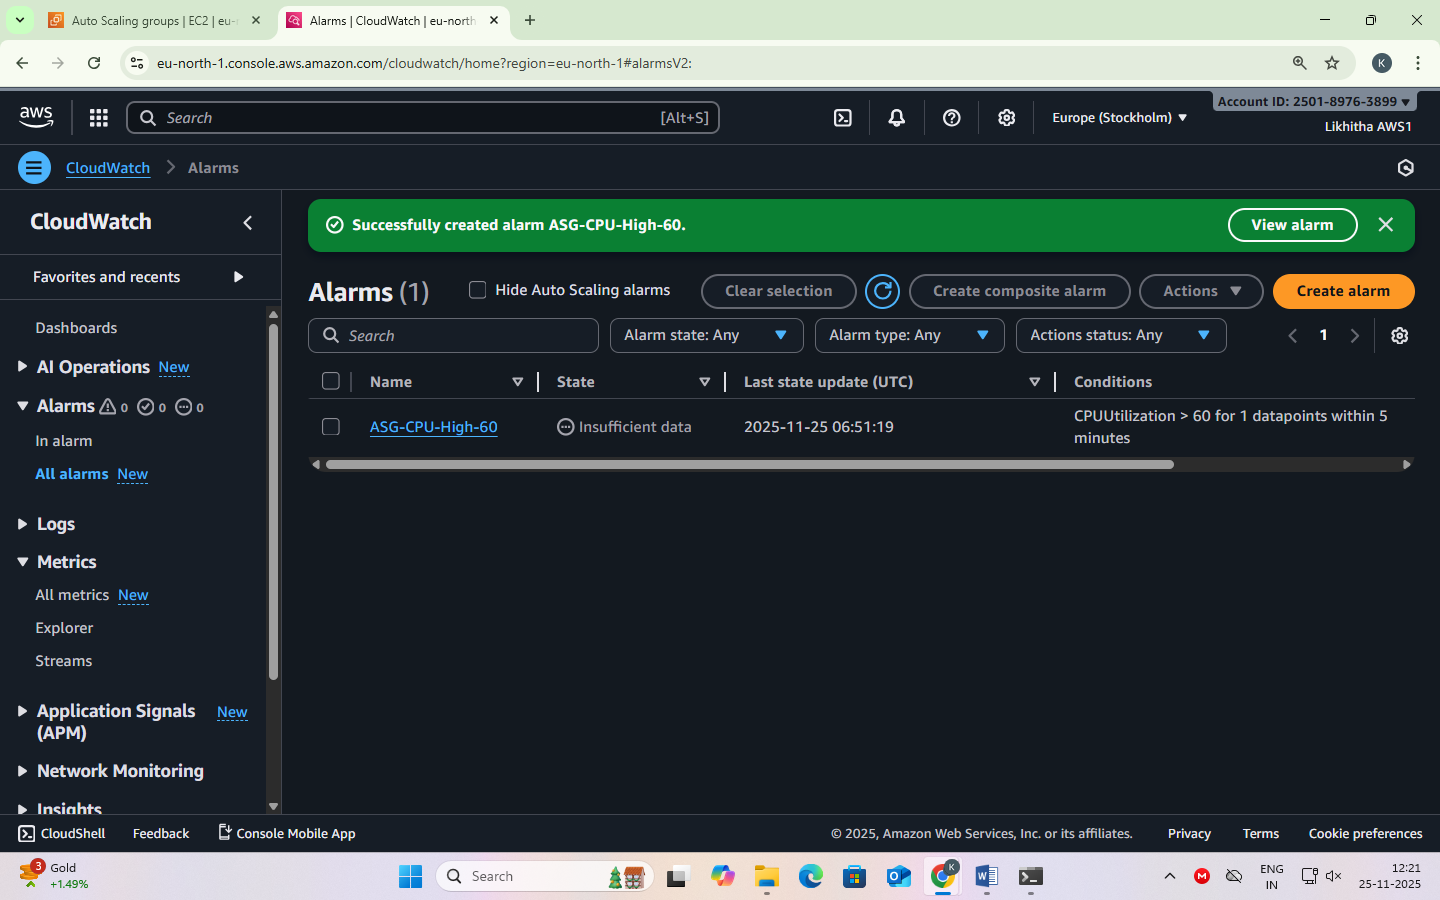 Auto Scaling groups | EC2 | eu-
Alarms | CloudWatch | eu-north-
eu-north-1.console.aws.amazon.com/cloudwatch/home?region=eu-north-1#alarmsV2:
K
aws
Search
[Alt+S]
Europe (Stockholm)
Account ID: 2501-8976-3899
Likhitha AWS1
CloudWatch
Alarms
CloudWatch
Favorites and recents
Dashboards
AI Operations New
Alarms 0 0 0
In alarm
All alarms New
Logs
Metrics
All metrics New
Explorer
Streams
Application Signals (APM) New
Network Monitoring
Insights
Successfully created alarm ASG-CPU-High-60.
View alarm
Alarms (1)
Hide Auto Scaling alarms
Clear selection
Create composite alarm
Actions
Create alarm
Search
Alarm state: Any
Alarm type: Any
Actions status: Any
1
Name
State
Last state update (UTC)
Conditions
ASG-CPU-High-60
Insufficient data
2025-11-25 06:51:19
CPUUtilization > 60 for 1 datapoints within 5
minutes
CloudShell
Feedback
Console Mobile App
© 2025, Amazon Web Services, Inc. or its affiliates.
Privacy
Terms
Cookie preferences
3
Gold
+1.49%
Search
K
M
ENG
IN
12:21
25-11-2025